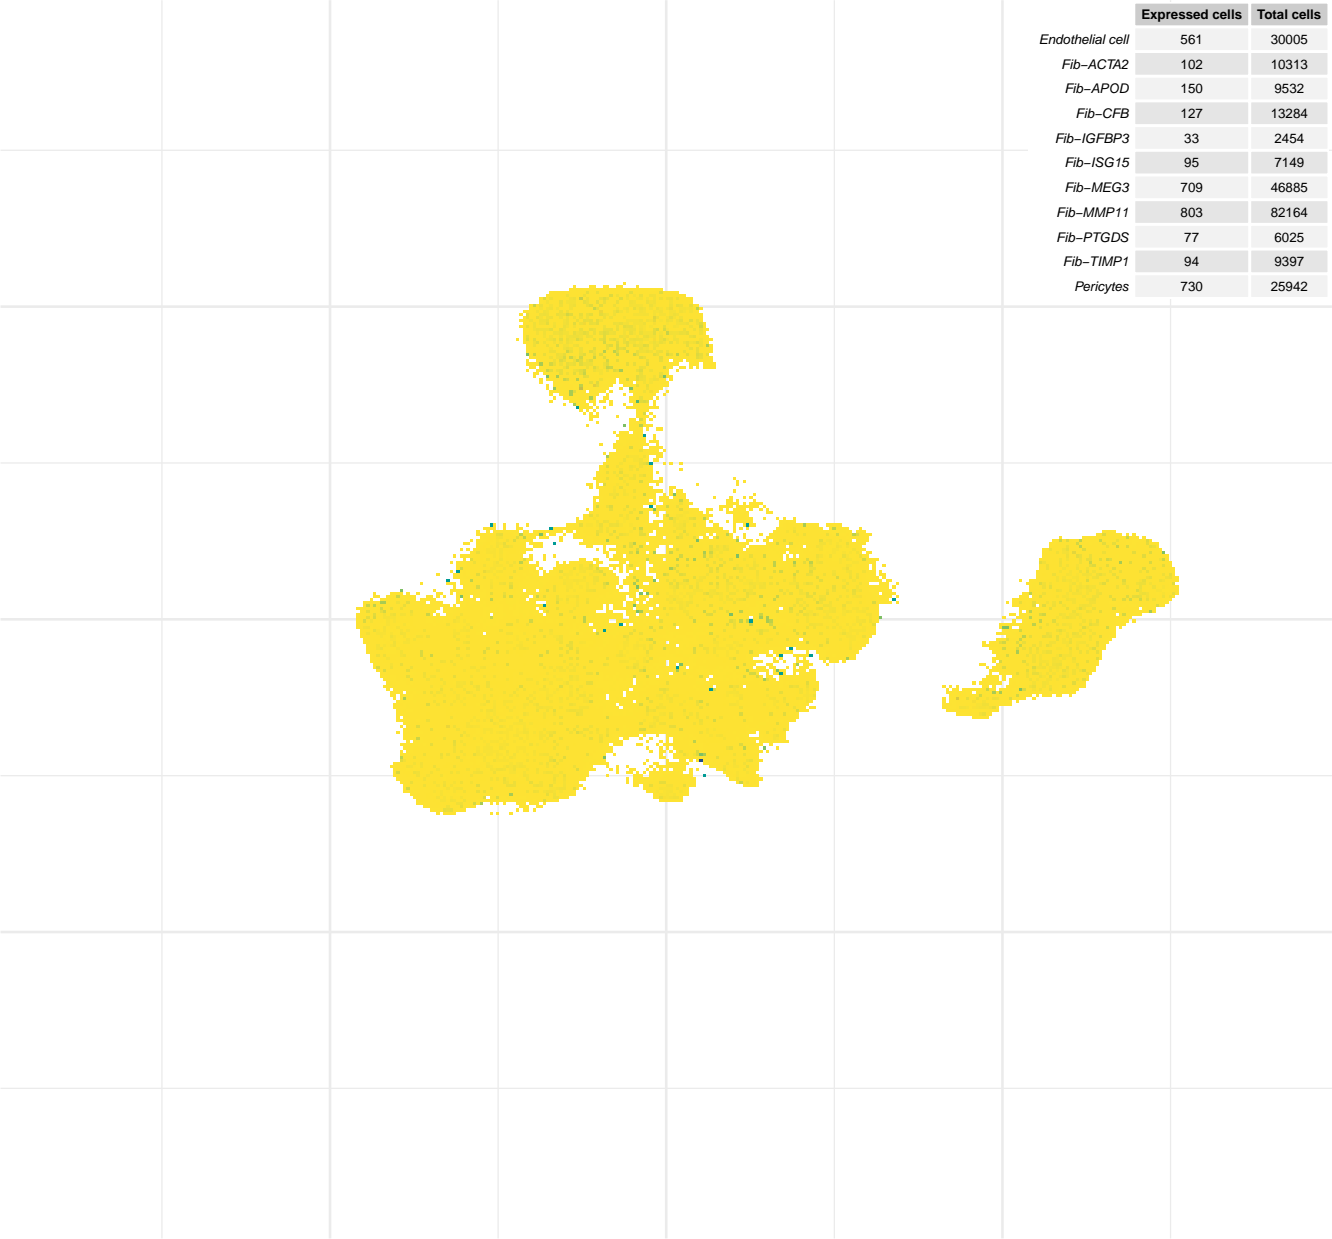 Expressed cells Total cells
Endothelial cell 561 30005
Fib−ACTA2 102 10313
Fib−APOD 150 9532
Fib−CFB 127 13284
Fib−IGFBP3 33 2454
Fib−ISG15 95 7149
Fib−MEG3 709 46885
Fib−MMP11 803 82164
Fib−PTGDS 77 6025
Fib−TIMP1 94 9397
Pericytes 730 25942